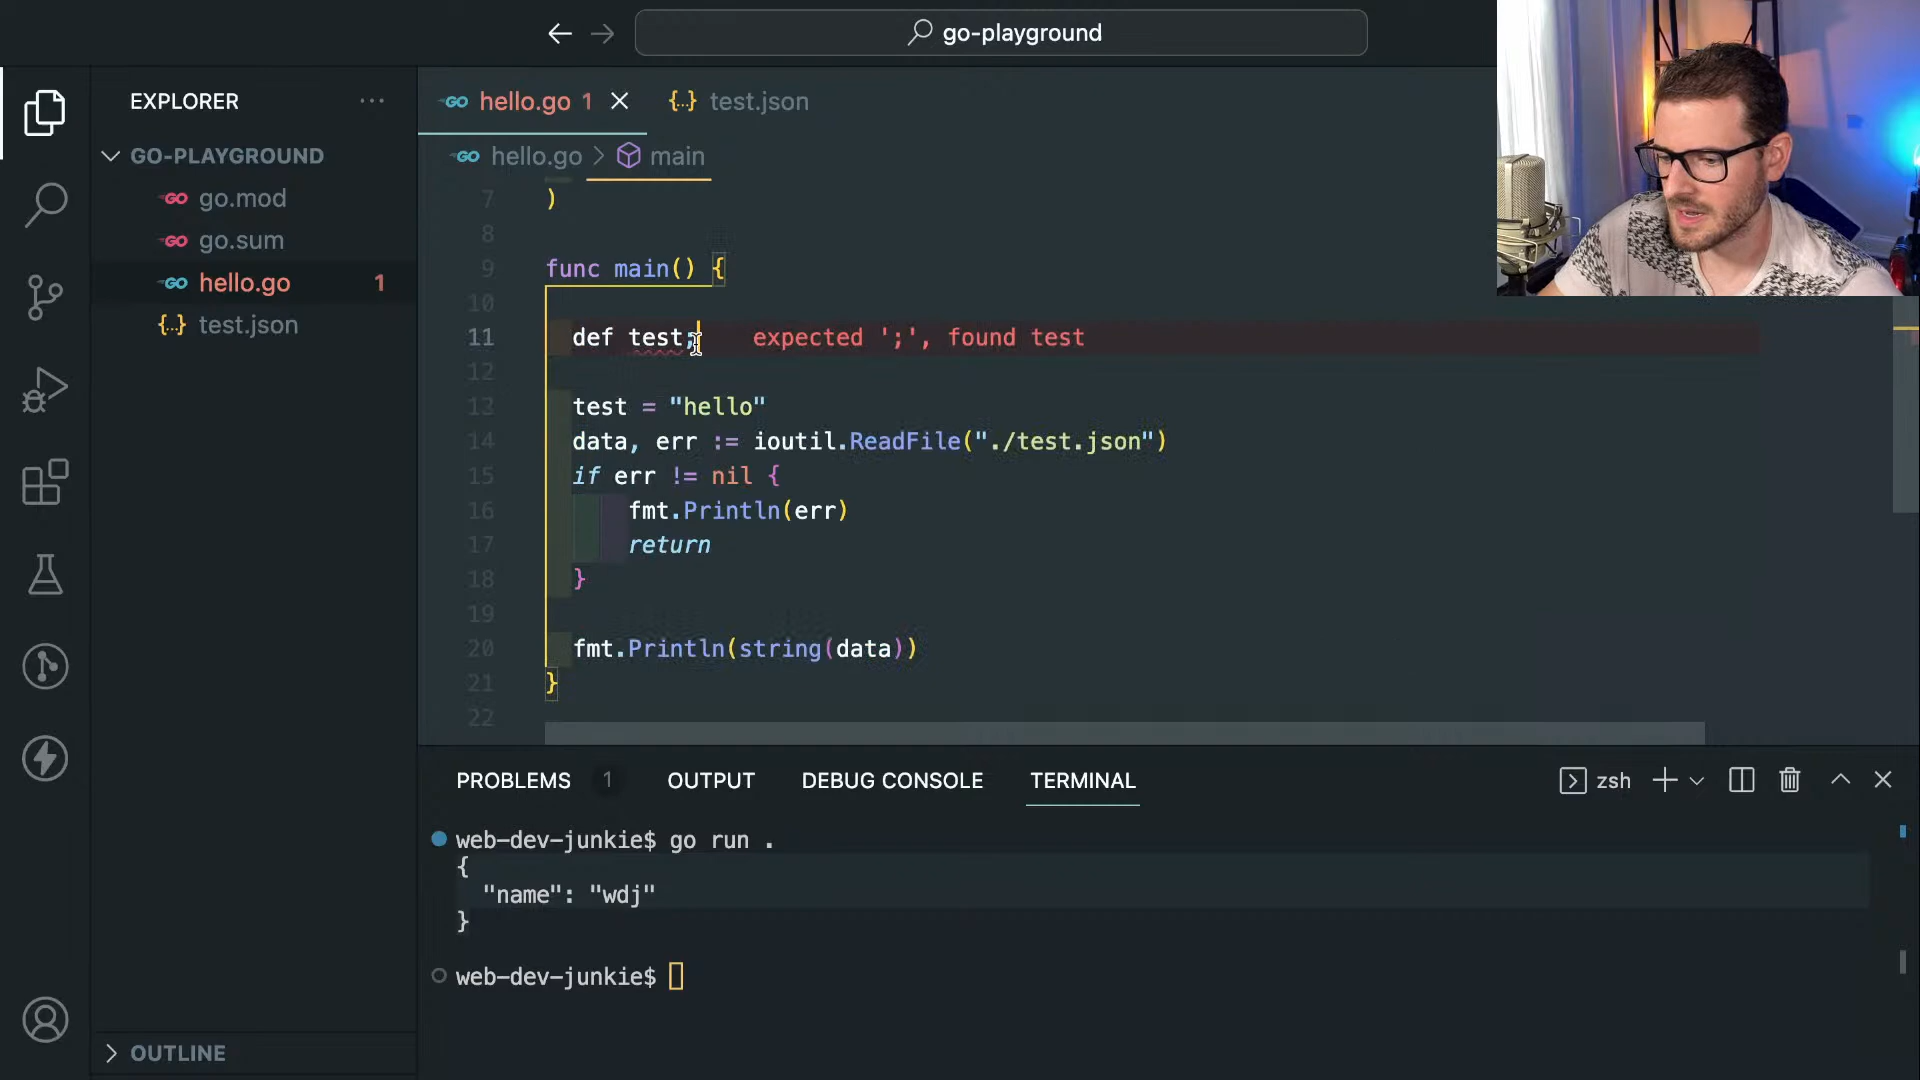 go-playground
EXPLORER
GO-PLAYGROUND
go.mod
go.sum
hello.go 1
test.json
OUTLINE
hello.go 1
test.json
hello.go > main
7 )
8
9 func main() {
10
11 def test; expected ';', found test
12
13 test = "hello"
14 data, err := ioutil.ReadFile("./test.json")
15 if err != nil {
16 fmt.Println(err)
17 return
18 }
19
20 fmt.Println(string(data))
21 }
22
PROBLEMS 1 OUTPUT DEBUG CONSOLE TERMINAL
zsh
web-dev-junkie$ go run .
{
"name": "wdj"
}
web-dev-junkie$